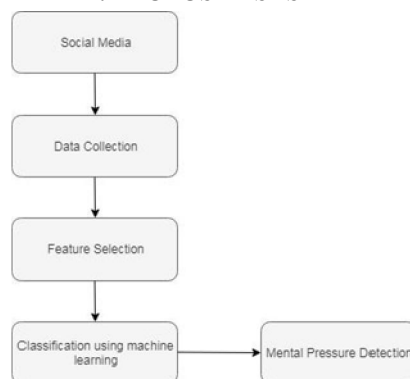 Social Media
Data Collection
Feature Selection
Classification using machine
learning
Mental Pressure Detection